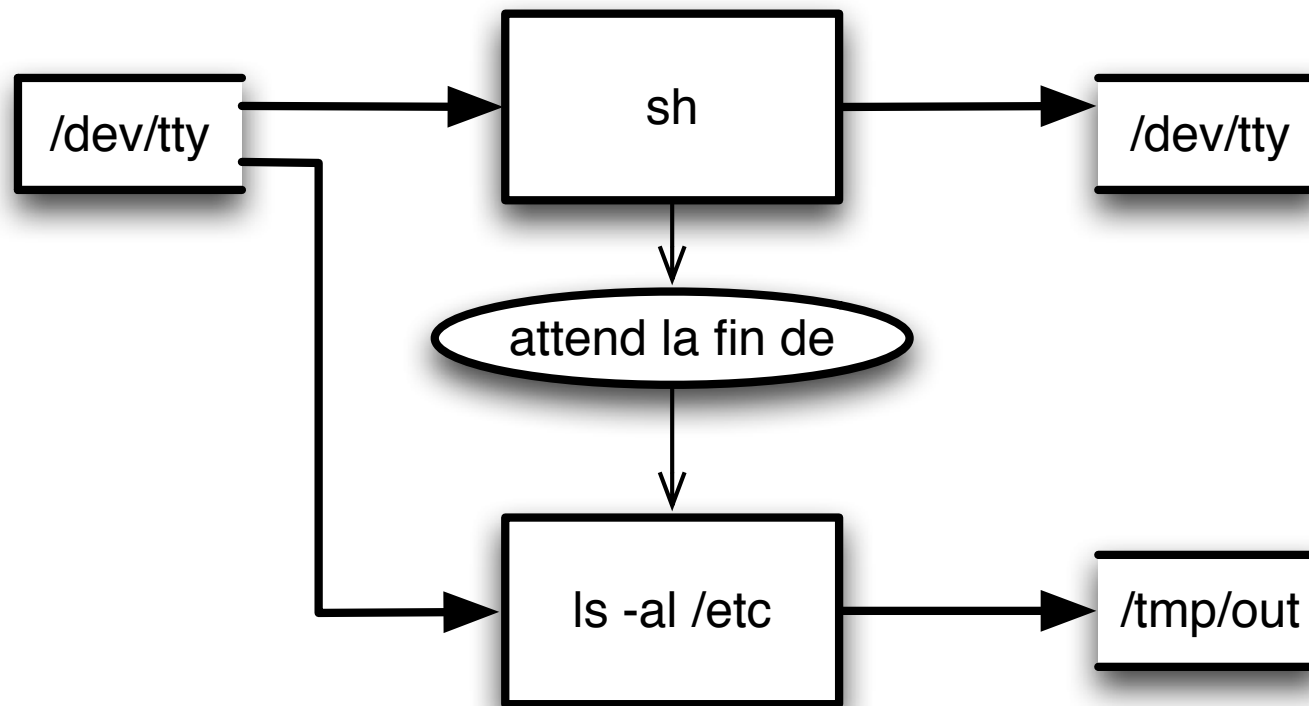 /dev/tty
sh
/dev/tty
attend la fin de
ls -al /etc
/tmp/out